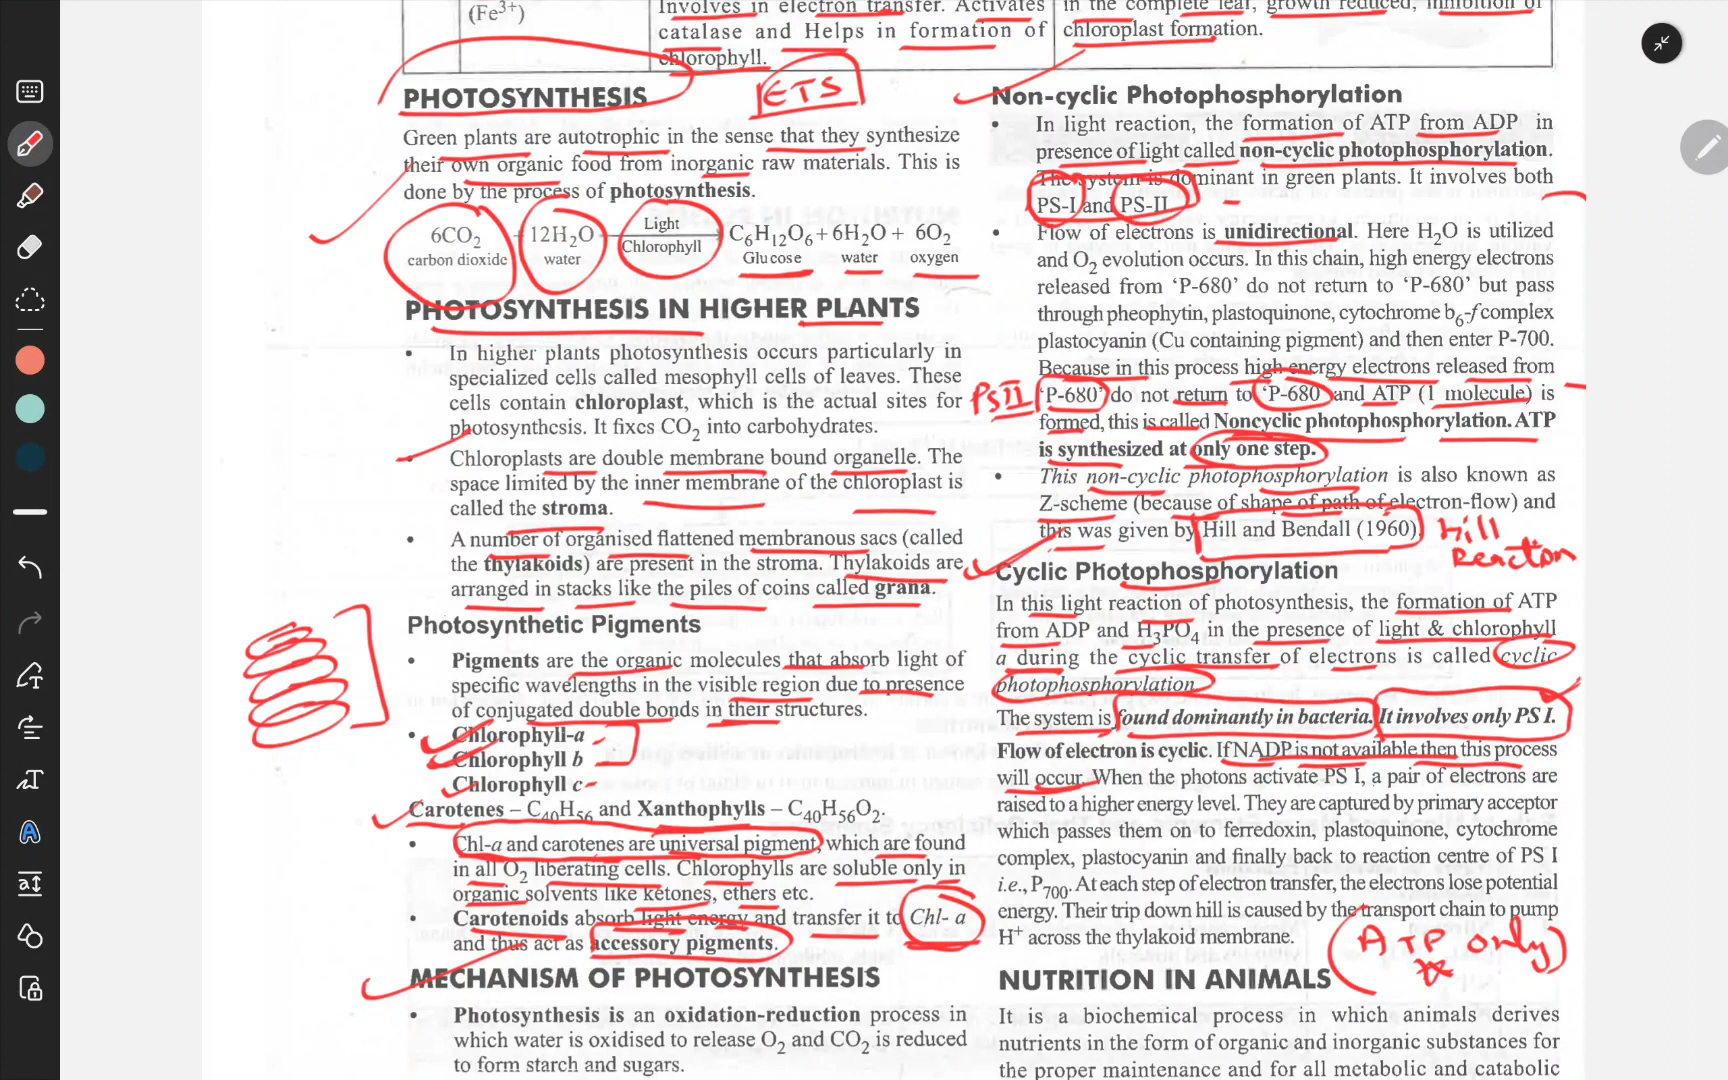 (Fe³⁺)
Involves in electron transfer. Activates
catalase and Helps in formation of
chlorophyll.
in the complete leaf, growth reduced, inhibition of
chloroplast formation.
PHOTOSYNTHESIS
ETS
Green plants are autotrophic in the sense that they synthesize
their own organic food from inorganic raw materials. This is
done by the process of photosynthesis.
6CO₂ + 12H₂O Light Chlorophyll → C₆H₁₂O₆ + 6H₂O + 6O₂
carbon dioxide water Glucose water oxygen
PHOTOSYNTHESIS IN HIGHER PLANTS
• In higher plants photosynthesis occurs particularly in
specialized cells called mesophyll cells of leaves. These
cells contain chloroplast, which is the actual sites for
photosynthesis. It fixes CO₂ into carbohydrates.
• Chloroplasts are double membrane bound organelle. The
space limited by the inner membrane of the chloroplast is
called the stroma.
• A number of organised flattened membranous sacs (called
the thylakoids) are present in the stroma. Thylakoids are
arranged in stacks like the piles of coins called grana.
Photosynthetic Pigments
• Pigments are the organic molecules that absorb light of
specific wavelengths in the visible region due to presence
of conjugated double bonds in their structures.
• Chlorophyll-a
Chlorophyll b
Chlorophyll c
Carotenes – C₄₀H₅₆ and Xanthophylls – C₄₀H₅₆O₂.
• Chl-a and carotenes are universal pigment, which are found
in all O₂ liberating cells. Chlorophylls are soluble only in
organic solvents like ketones, ethers etc.
• Carotenoids absorb light energy and transfer it to Chl- a
and thus act as accessory pigments.
MECHANISM OF PHOTOSYNTHESIS
• Photosynthesis is an oxidation-reduction process in
which water is oxidised to release O₂ and CO₂ is reduced
to form starch and sugars.
Non-cyclic Photophosphorylation
• In light reaction, the formation of ATP from ADP in
presence of light called non-cyclic photophosphorylation.
The system is dominant in green plants. It involves both
PS-I and PS-II
• Flow of electrons is unidirectional. Here H₂O is utilized
and O₂ evolution occurs. In this chain, high energy electrons
released from ‘P-680’ do not return to ‘P-680’ but pass
through pheophytin, plastoquinone, cytochrome b₆-f complex
plastocyanin (Cu containing pigment) and then enter P-700.
Because in this process high energy electrons released from
PSII
‘P-680’ do not return to ‘P-680’ and ATP (1 molecule) is
formed, this is called Noncyclic photophosphorylation. ATP
is synthesized at only one step.
• This non-cyclic photophosphorylation is also known as
Z-scheme (because of shape of path of electron-flow) and
this was given by Hill and Bendall (1960).
Hill
Reaction
Cyclic Photophosphorylation
In this light reaction of photosynthesis, the formation of ATP
from ADP and H₃PO₄ in the presence of light & chlorophyll
a during the cyclic transfer of electrons is called cyclic
photophosphorylation
The system is found dominantly in bacteria. It involves only PS I.
Flow of electron is cyclic. If NADP is not available then this process
will occur. When the photons activate PS I, a pair of electrons are
raised to a higher energy level. They are captured by primary acceptor
which passes them on to ferredoxin, plastoquinone, cytochrome
complex, plastocyanin and finally back to reaction centre of PS I
i.e., P₇₀₀. At each step of electron transfer, the electrons lose potential
energy. Their trip down hill is caused by the transport chain to pump
H⁺ across the thylakoid membrane.
ATP only
NUTRITION IN ANIMALS
It is a biochemical process in which animals derives
nutrients in the form of organic and inorganic substances for
the proper maintenance and for all metabolic and catabolic